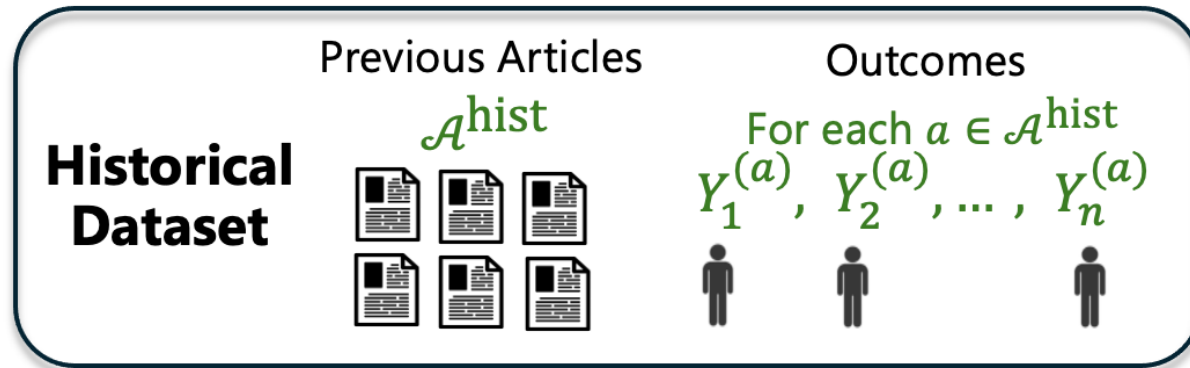 Previous Articles
𝒜^hist
Outcomes
For each a ∈ 𝒜^hist
Y_1^(a), Y_2^(a), … , Y_n^(a)
Historical
Dataset